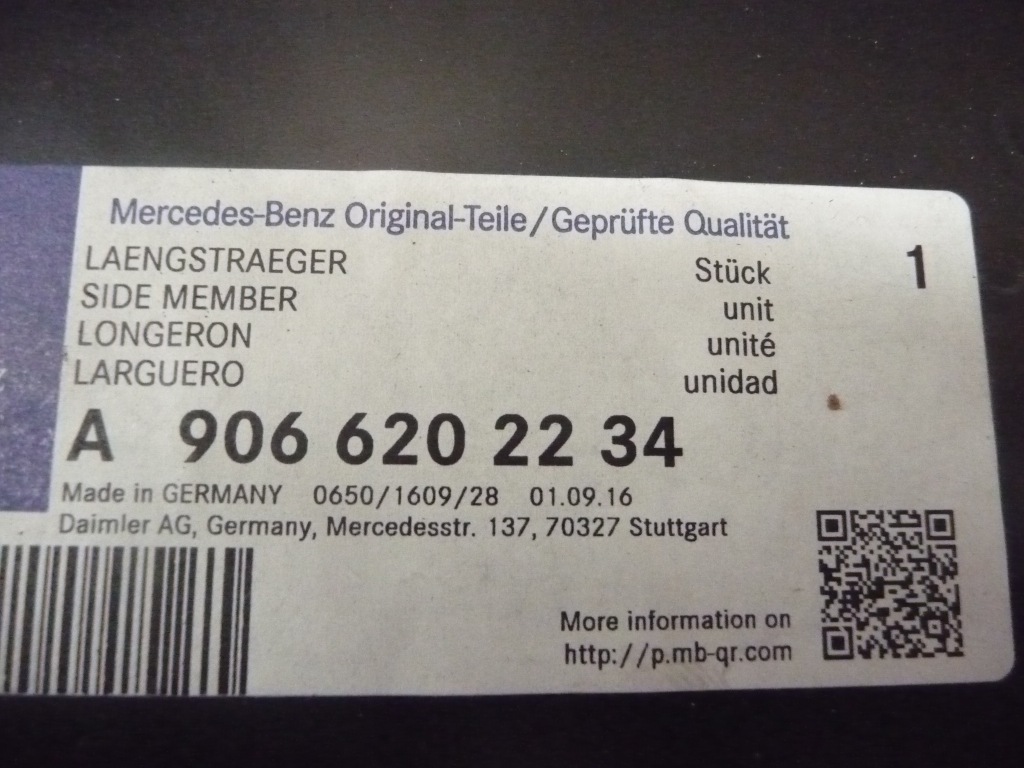 Mercedes-Benz Original-Teile/Geprüfte Qualität
LAENGSTRAEGER Stück 1
SIDE MEMBER unit
LONGERON unité
LARGUERO unidad
A 906 620 22 34
Made in GERMANY 0650/1609/28 01.09.16
Daimler AG, Germany, Mercedesstr. 137, 70327 Stuttgart
More information on
http://p.mb-qr.com